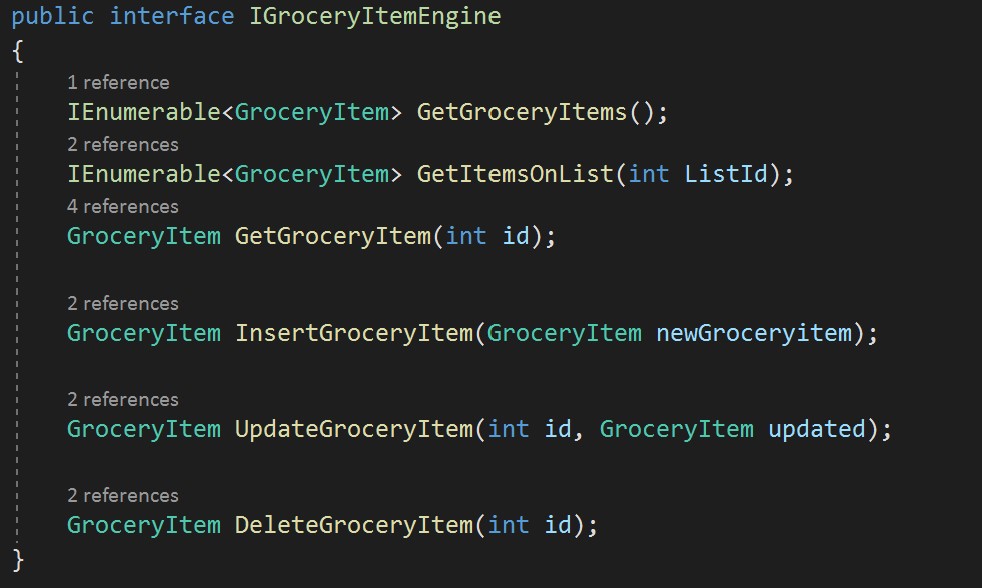 public interface IGroceryItemEngine
{
1 reference
IEnumerable<GroceryItem> GetGroceryItems();
2 references
IEnumerable<GroceryItem> GetItemsOnList(int ListId);
4 references
GroceryItem GetGroceryItem(int id);
2 references
GroceryItem InsertGroceryItem(GroceryItem newGroceryitem);
2 references
GroceryItem UpdateGroceryItem(int id, GroceryItem updated);
2 references
GroceryItem DeleteGroceryItem(int id);
}